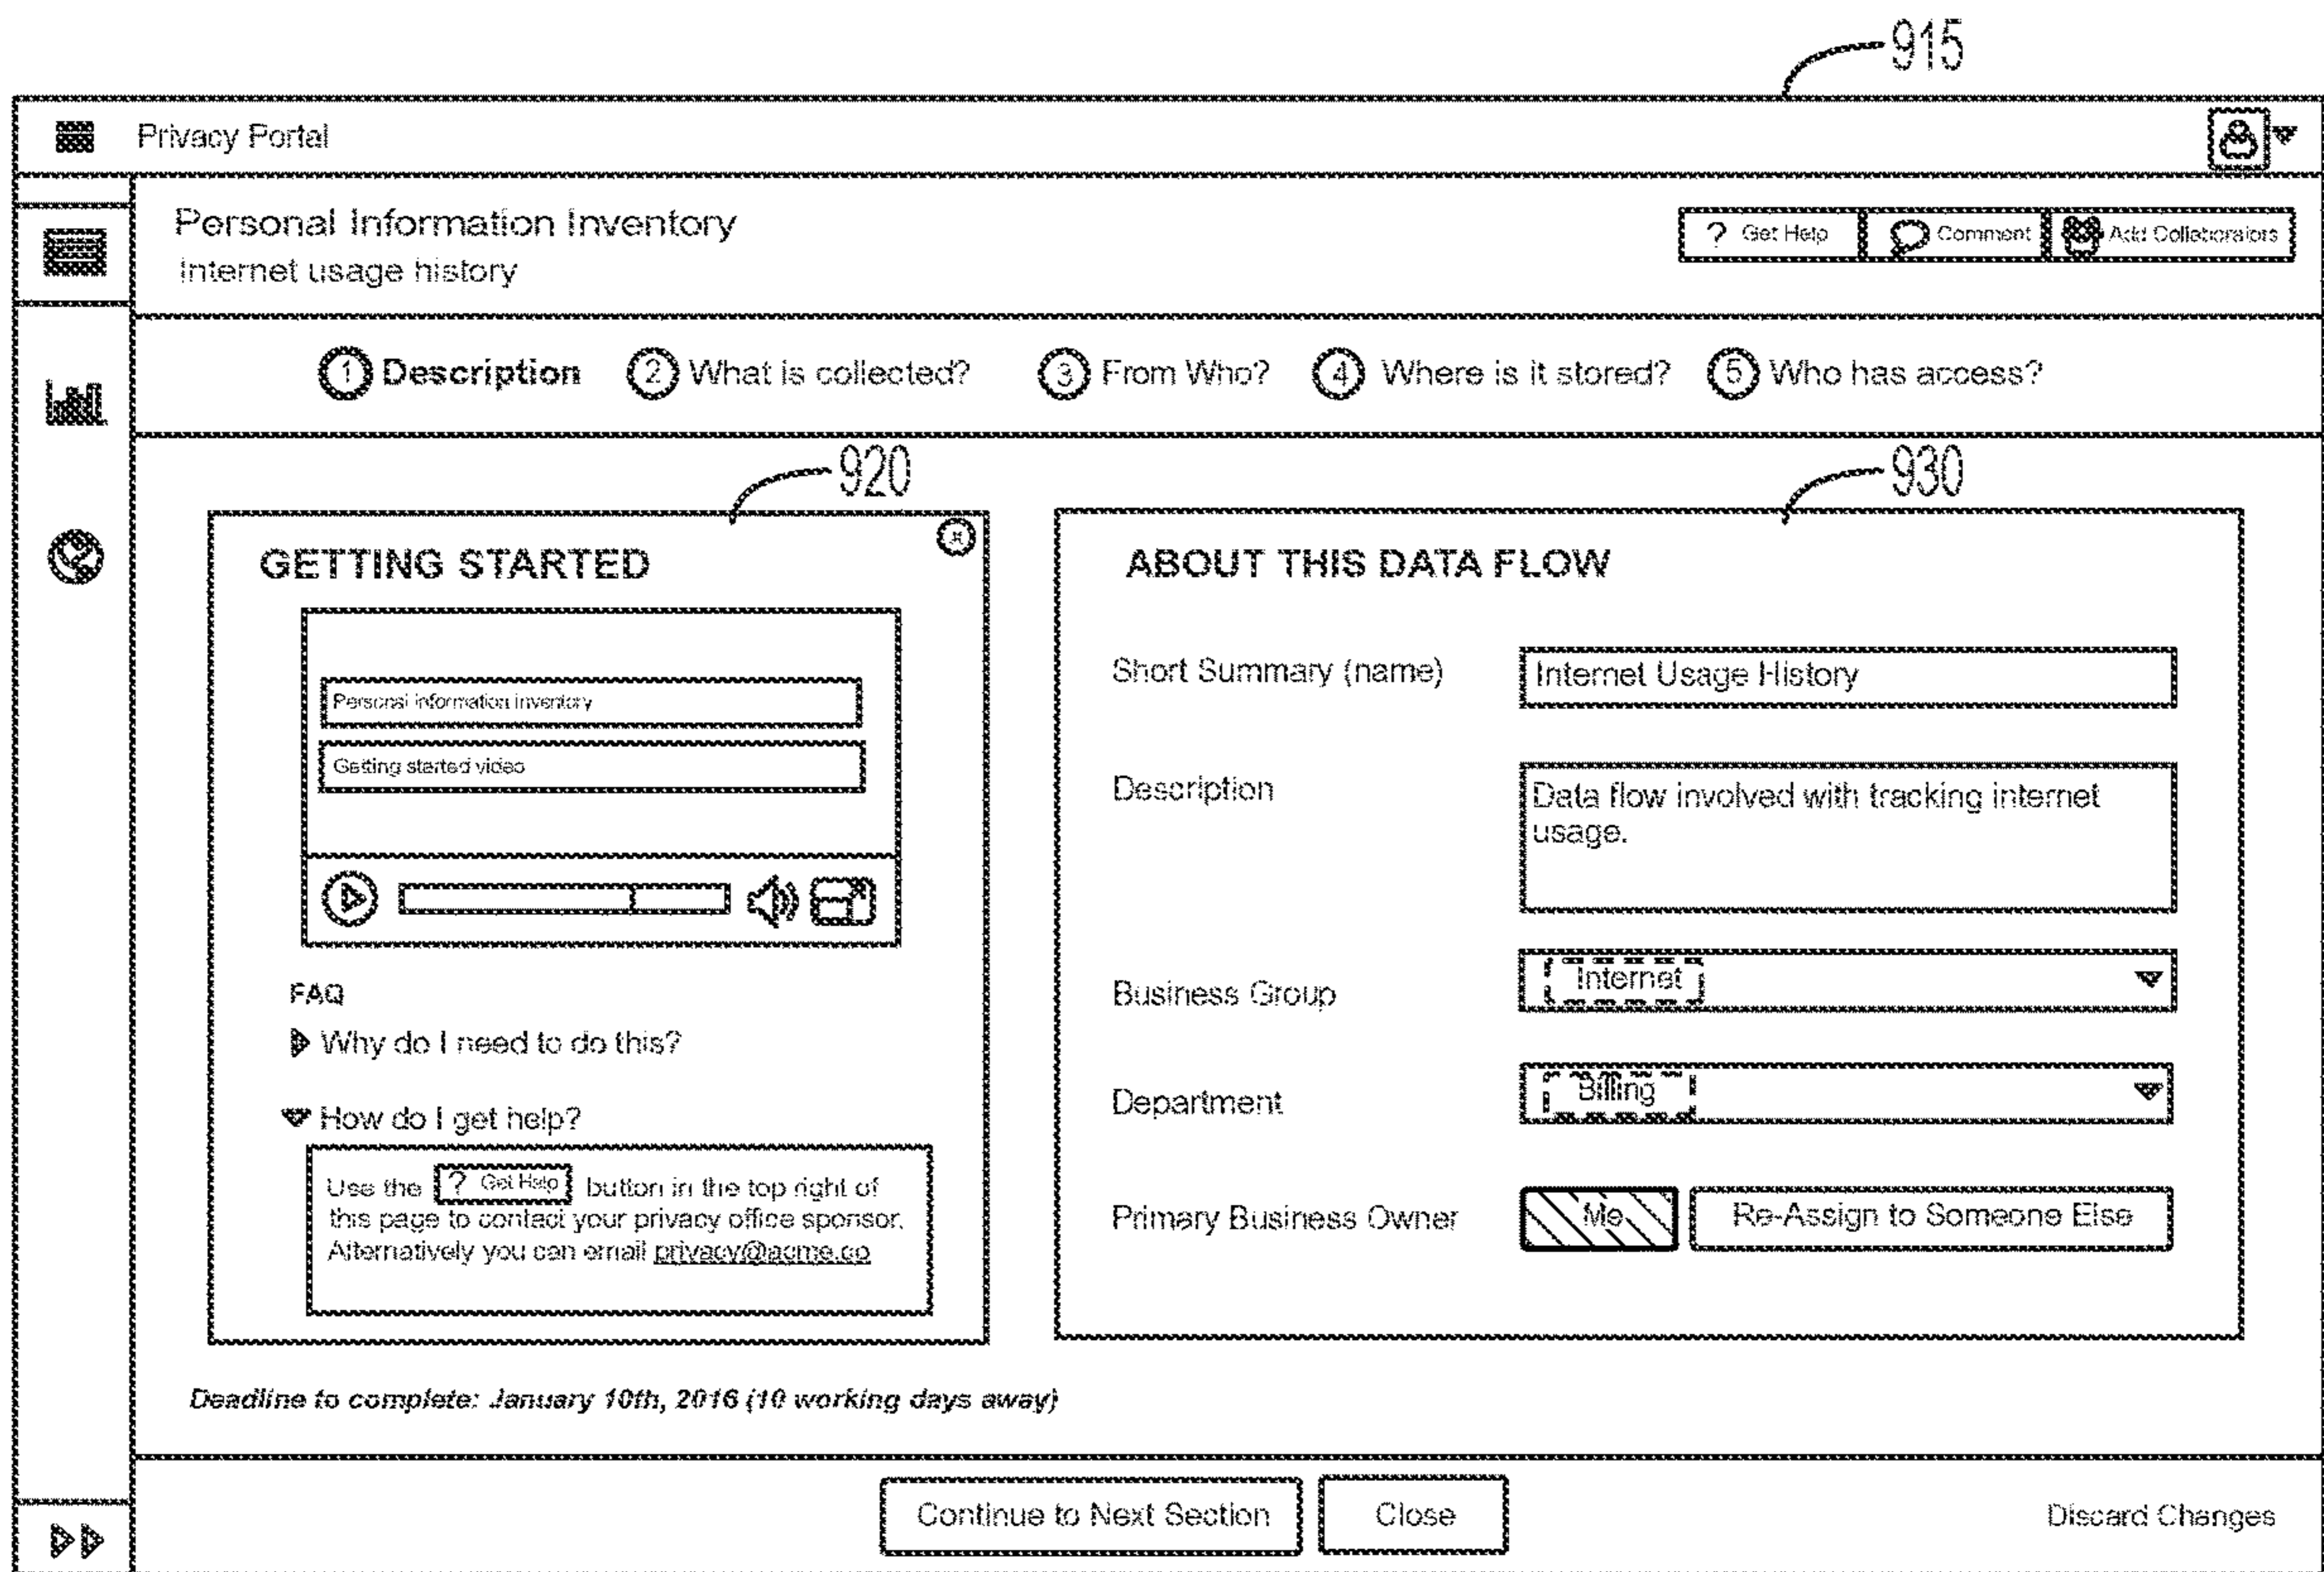 915
Privacy Portal
Personal Information Inventory
Internet usage history
? Get Help
Comment
Add Collaborators
1 Description
2 What is collected?
3 From Who?
4 Where is it stored?
5 Who has access?
920
GETTING STARTED
Personal information inventory
Getting started video
FAQ
Why do I need to do this?
How do I get help?
Use the ? Get Help button in the top right of
this page to contact your privacy office sponsor.
Alternatively you can email privacy@acme.co
930
ABOUT THIS DATA FLOW
Short Summary (name)
Internet Usage History
Description
Data flow involved with tracking internet
usage.
Business Group
Internet
Department
Billing
Primary Business Owner
Me
Re-Assign to Someone Else
Deadline to complete: January 10th, 2016 (10 working days away)
Continue to Next Section
Close
Discard Changes